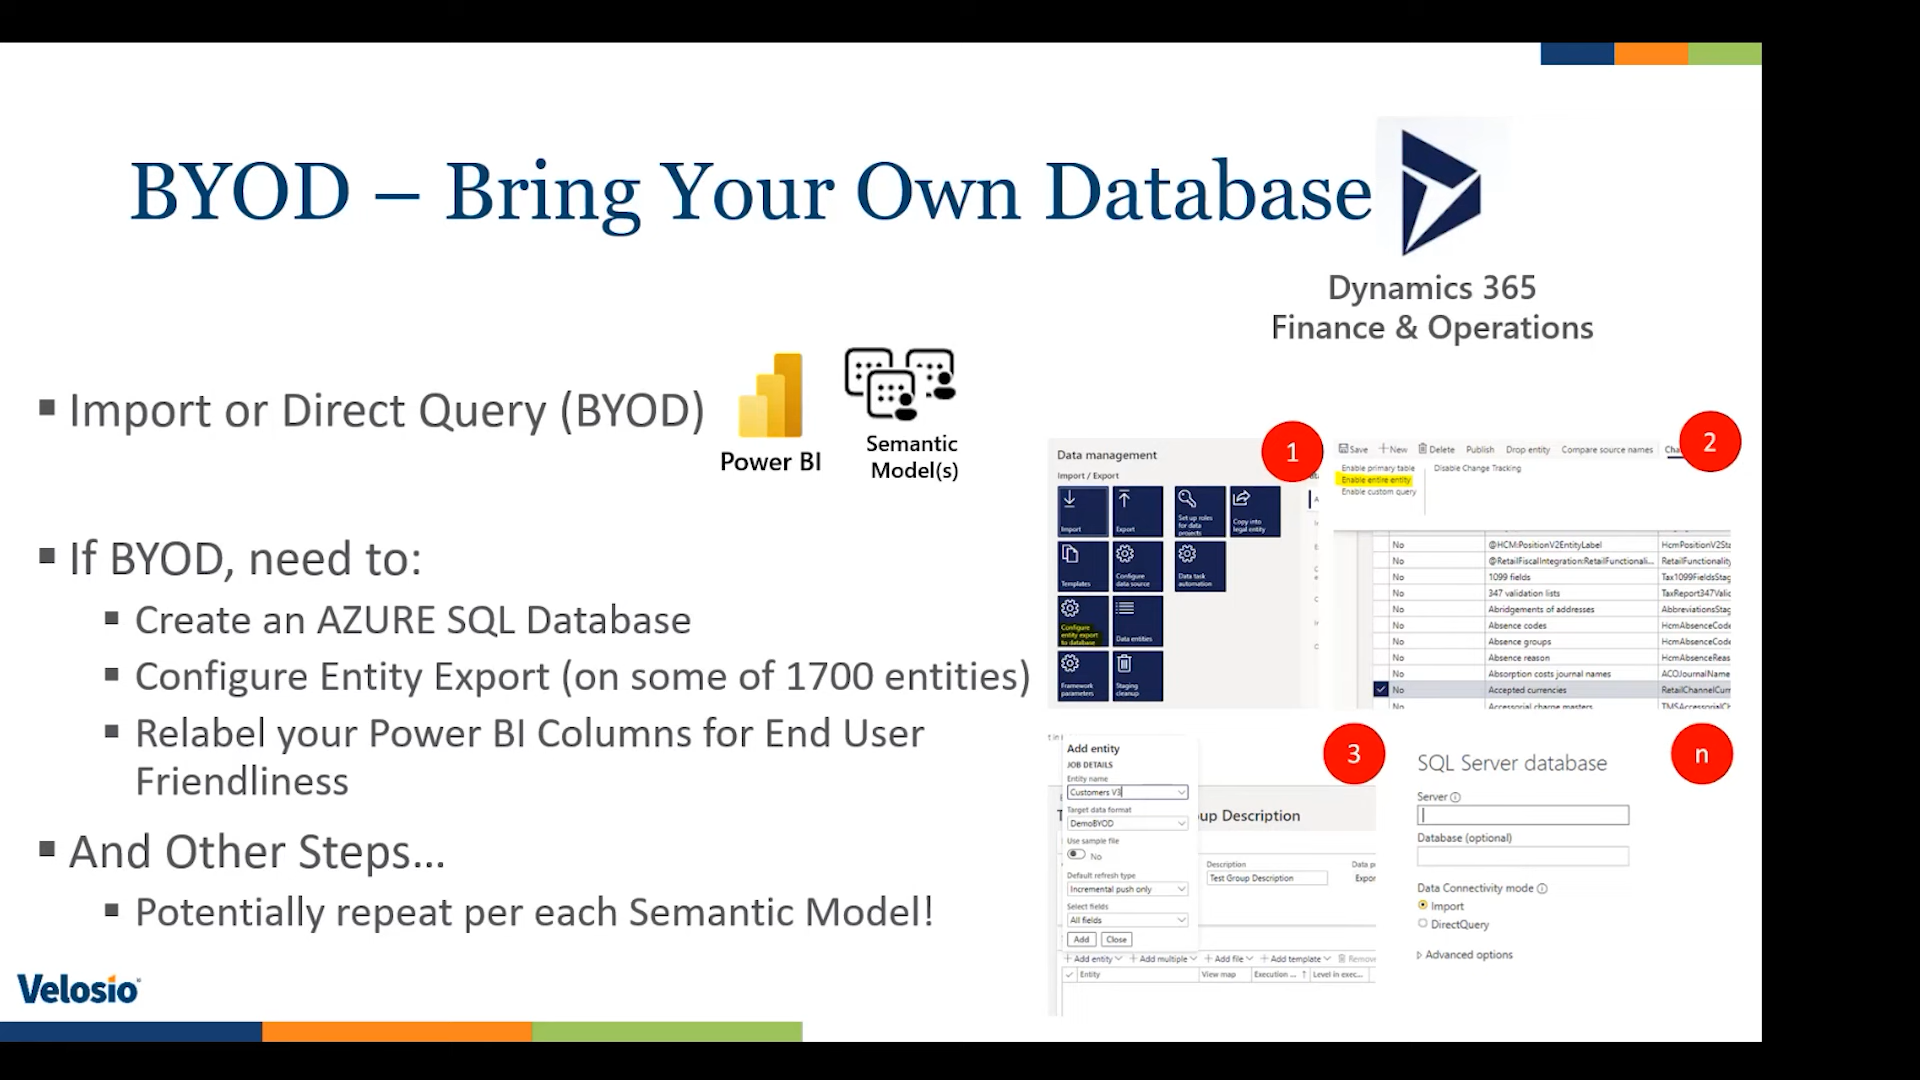 BYOD – Bring Your Own Database
Dynamics 365
Finance & Operations
Import or Direct Query (BYOD)
Power BI
Semantic
Model(s)
If BYOD, need to:
Create an AZURE SQL Database
Configure Entity Export (on some of 1700 entities)
Relabel your Power BI Columns for End User
Friendliness
And Other Steps...
Potentially repeat per each Semantic Model!
Velosio
1
Data management
Import / Export
Import
Export
Set up roles
for data
projects
Copy into
legal entity
Templates
Configure
data source
Data task
automation
Configure
entity export
to database
Data entities
Framework
parameters
Staging
cleanup
2
Save
New
Delete
Publish
Drop entity
Compare source names
Enable primary table
Disable Change Tracking
Enable entire entity
Enable custom query
No @HCM:PositionV2EntityLabel HcmPositionV2Sta
No @RetailFiscalIntegration:RetailFunctionali... RetailFunctionality
No 1099 fields Tax1099FieldsStag
No 347 validation lists TaxReport347Valid
No Abridgements of addresses AbbreviationsStag
No Absence codes HcmAbsenceCode
No Absence groups HcmAbsenceCode
No Absence reason HcmAbsenceReas
No Absorption costs journal names ACOJournalName
No Accepted currencies RetailChannelCurr
No Accessorial charge masters
3
Add entity
JOB DETAILS
Entity name
Customers V3
Target data format
DemoBYOD
Use sample file
No
Default refresh type
Incremental push only
Select fields
All fields
Add
Close
up Description
Description
Data p
Test Group Description
Expor
Add entity
Add multiple
Add file
Add template
Remove
Entity
View map
Execution ...
Level in exec...
n
SQL Server database
Server
Database (optional)
Data Connectivity mode
Import
DirectQuery
Advanced options